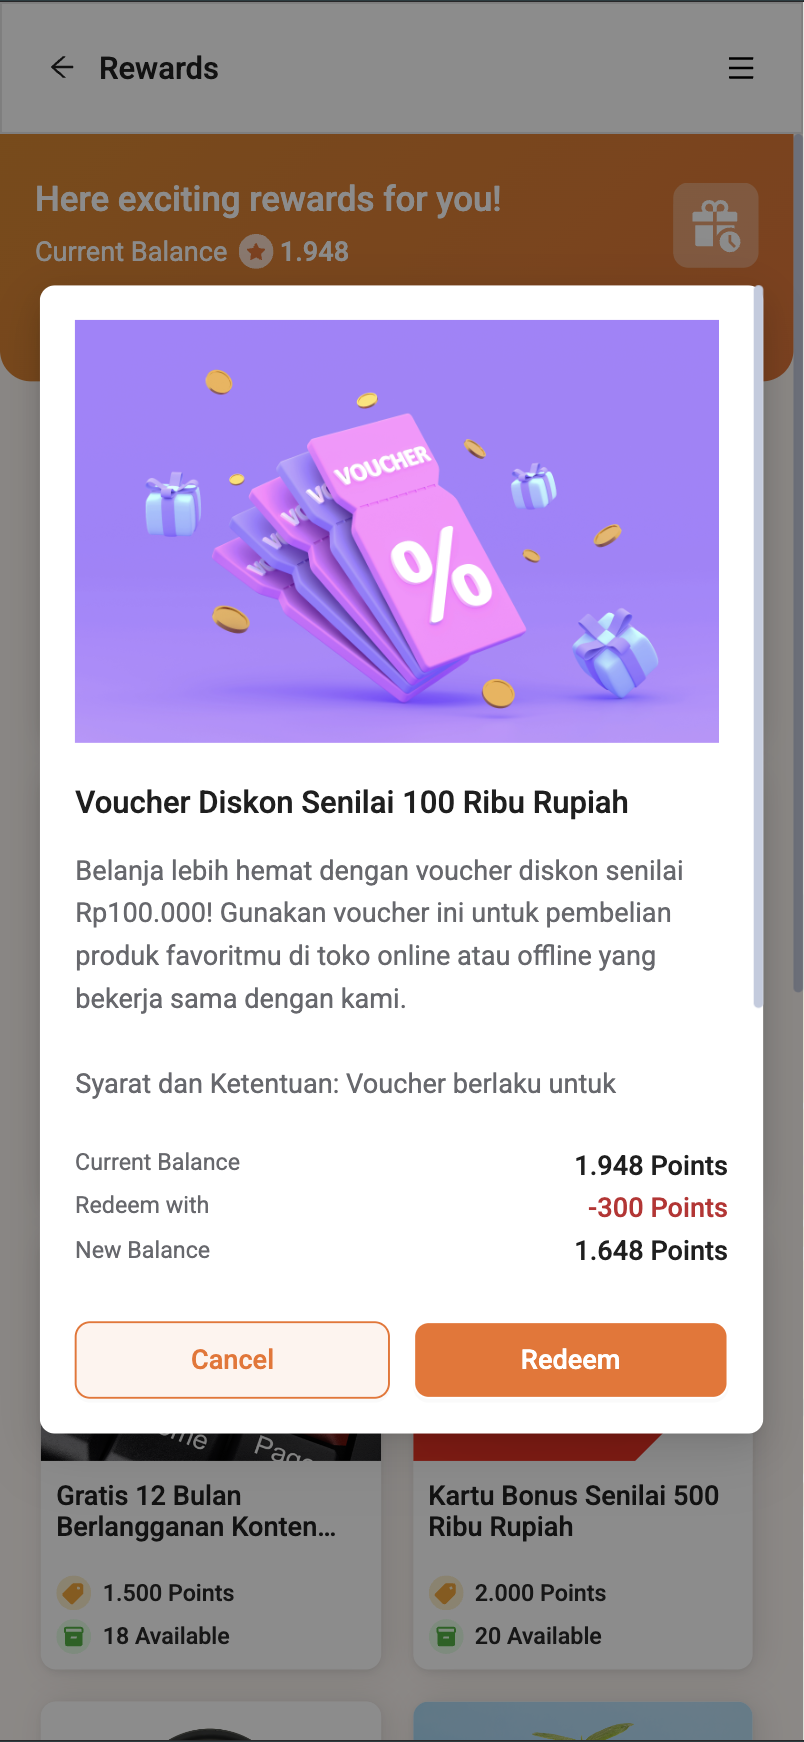 Rewards
Here exciting rewards for you!
Current Balance 1.948
VOUCHER
%
Voucher Diskon Senilai 100 Ribu Rupiah
Belanja lebih hemat dengan voucher diskon senilai
Rp100.000! Gunakan voucher ini untuk pembelian
produk favoritmu di toko online atau offline yang
bekerja sama dengan kami.
Syarat dan Ketentuan: Voucher berlaku untuk
Current Balance 1.948 Points
Redeem with -300 Points
New Balance 1.648 Points
Cancel Redeem
Gratis 12 Bulan
Berlangganan Konten...
1.500 Points
18 Available
Kartu Bonus Senilai 500
Ribu Rupiah
2.000 Points
20 Available